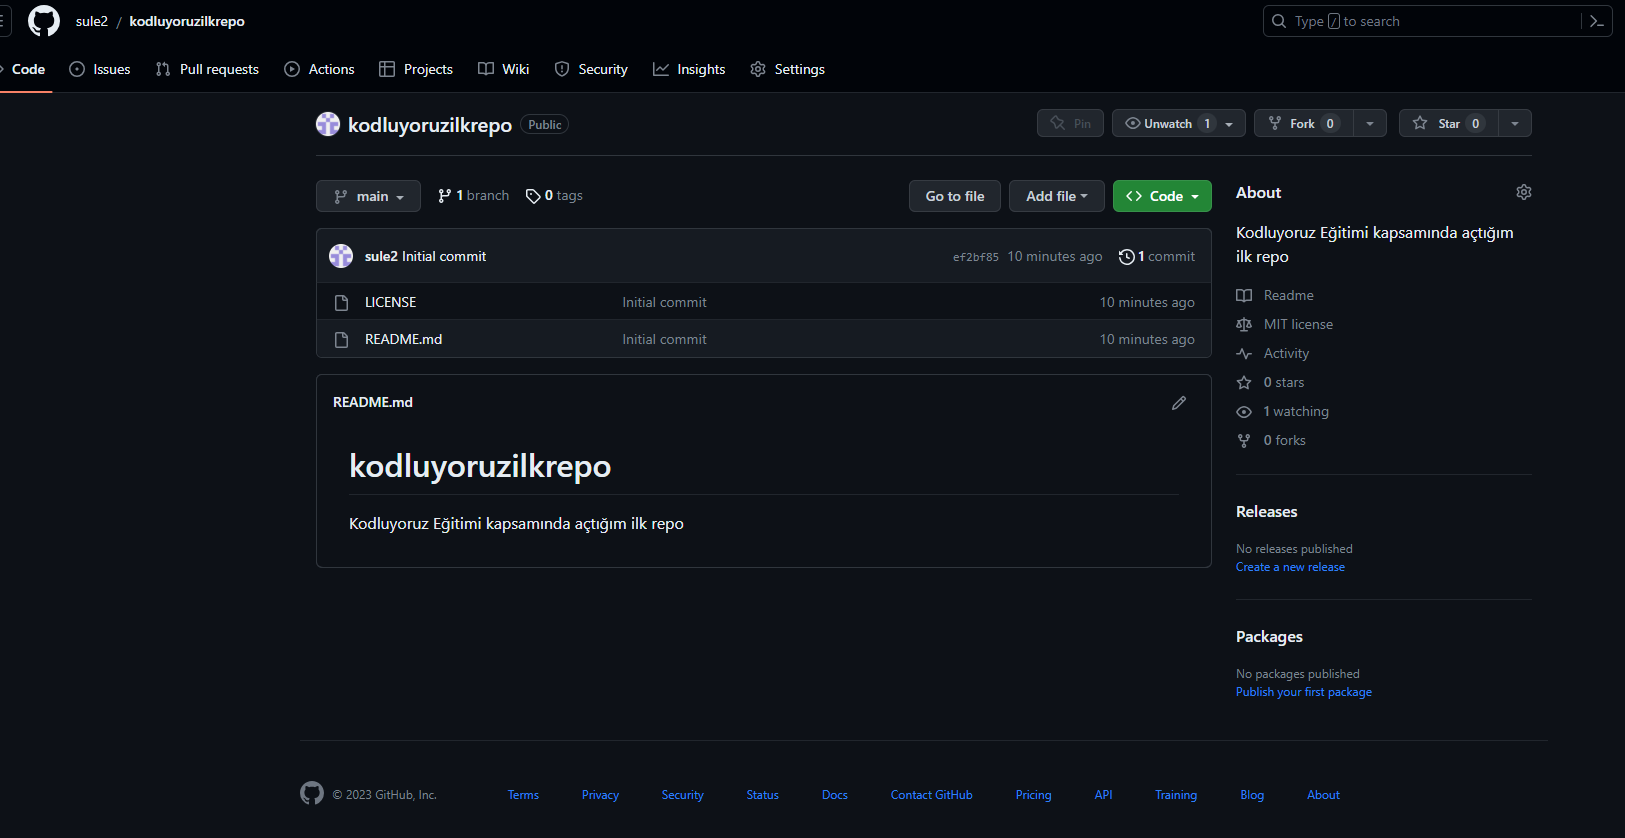 sule2 / kodluyoruzilkrepo
Type / to search
Code Issues Pull requests Actions Projects Wiki Security Insights Settings
kodluyoruzilkrepo Public
Pin Unwatch 1 Fork 0 Star 0
main 1 branch 0 tags
Go to file Add file Code
sule2 Initial commit ef2bf85 10 minutes ago 1 commit
LICENSE Initial commit 10 minutes ago
README.md Initial commit 10 minutes ago
README.md
kodluyoruzilkrepo
Kodluyoruz Eğitimi kapsamında açtığım ilk repo
About
Kodluyoruz Eğitimi kapsamında açtığım
ilk repo
Readme
MIT license
Activity
0 stars
1 watching
0 forks
Releases
No releases published
Create a new release
Packages
No packages published
Publish your first package
© 2023 GitHub, Inc. Terms Privacy Security Status Docs Contact GitHub Pricing API Training Blog About